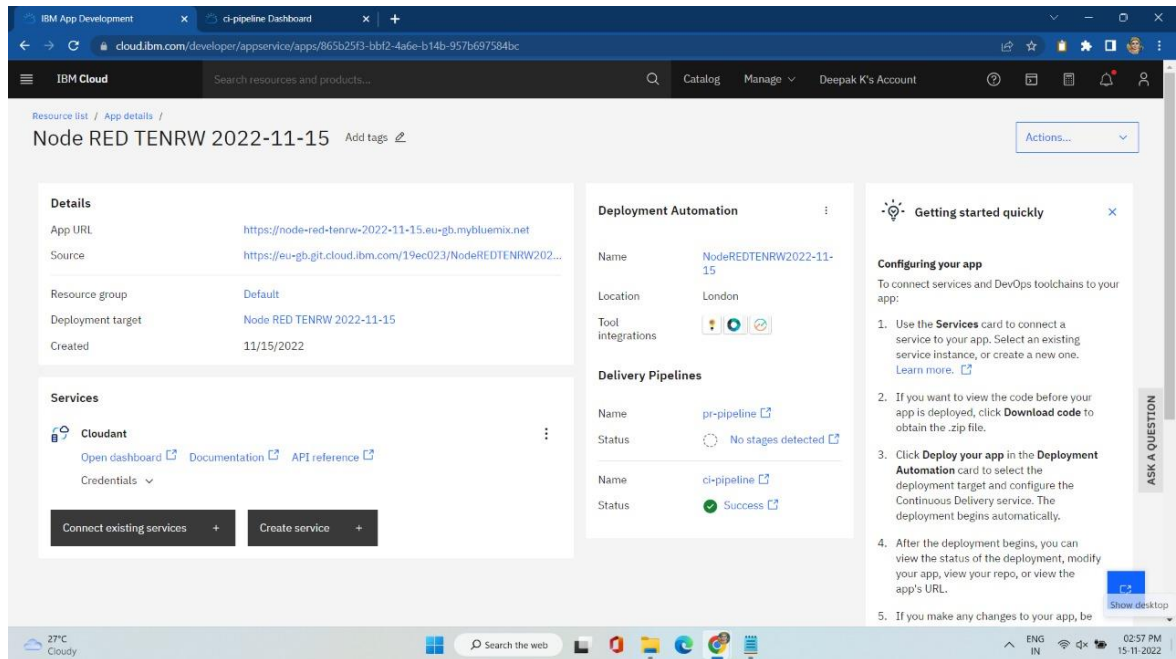 IBM App Development
ci-pipeline Dashboard
cloud.ibm.com/developer/appservice/apps/865b25f3-bbf2-4a6e-b14b-957b697584bc
IBM Cloud
Search resources and products...
Catalog
Manage
Deepak K's Account
Resource list / App details /
Node RED TENRW 2022-11-15
Add tags
Actions...
Details
App URL
https://node-red-tenrw-2022-11-15.eu-gb.mybluemix.net
Source
https://eu-gb.git.cloud.ibm.com/19ec023/NodeREDTENRW202...
Resource group
Default
Deployment target
Node RED TENRW 2022-11-15
Created
11/15/2022
Services
Cloudant
Open dashboard
Documentation
API reference
Credentials
Connect existing services +
Create service +
Deployment Automation
Name
NodeREDTENRW2022-11-
15
Location
London
Tool
integrations
Delivery Pipelines
Name
pr-pipeline
Status
No stages detected
Name
ci-pipeline
Status
Success
Getting started quickly
Configuring your app
To connect services and DevOps toolchains to your
app:
1. Use the Services card to connect a
service to your app. Select an existing
service instance, or create a new one.
Learn more.
2. If you want to view the code before your
app is deployed, click Download code to
obtain the .zip file.
3. Click Deploy your app in the Deployment
Automation card to select the
deployment target and configure the
Continuous Delivery service. The
deployment begins automatically.
4. After the deployment begins, you can
view the status of the deployment, modify
your app, view your repo, or view the
app's URL.
5. If you make any changes to your app, be
ASK A QUESTION
Show desktop
27°C
Cloudy
Search the web
ENG
IN
02:57 PM
15-11-2022